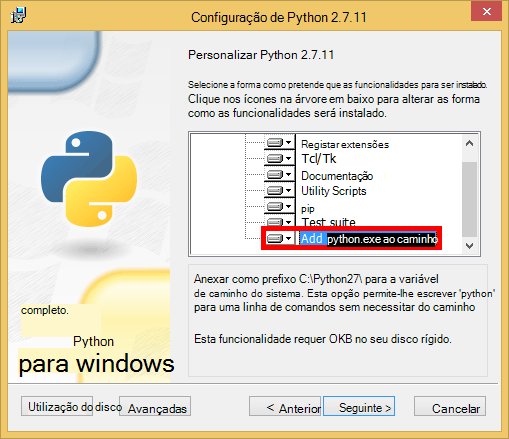 Configuração de Python 2.7.11
Personalizar Python 2.7.11
Selecione a forma como pretende que as funcionalidades para ser instalado.
Clique nos ícones na árvore em baixo para alterar as forma
como as funcionalidades será instalado.
Registar extensões
Tcl/Tk
Documentação
Utility Scripts
pip
Test suite
Add python.exe ao caminho
Anexar como prefixo C:\Python27\ para a variável
de caminho do sistema. Esta opção permite-lhe escrever 'python'
para uma linha de comandos sem necessitar do caminho
completo.
Esta funcionalidade requer 0KB no seu disco rígido.
Python
para windows
Utilização do disco
Avançadas
< Anterior
Seguinte >
Cancelar